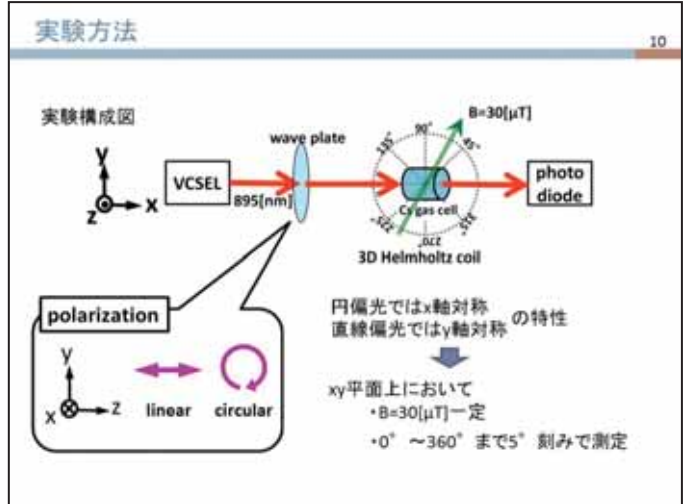 実験方法
10
実験構成図
y
z
x
VCSEL
895[nm]
wave plate
B=30[μT]
135°
90°
45°
Cs gas cell
225°
270°
315°
3D Helmholtz coil
photo
diode
polarization
y
x
z
linear
circular
円偏光ではx軸対称
直線偏光ではy軸対称
の特性
xy平面上において
・B=30[μT]一定
・0° ～360° まで5° 刻みで測定